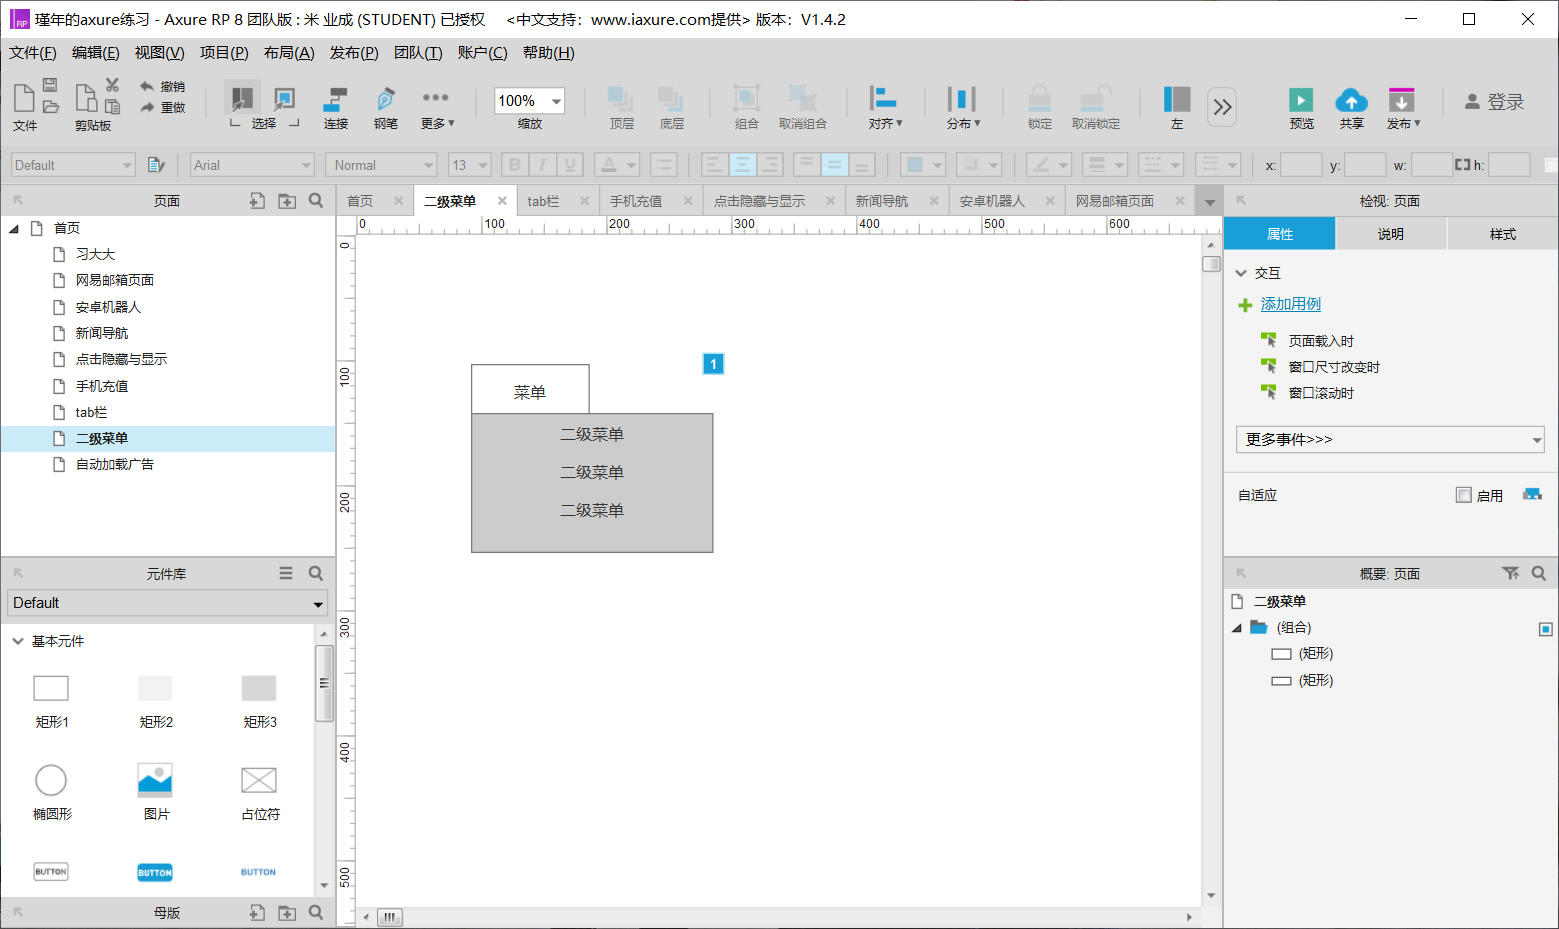 瑾年的axure练习 - Axure RP 8 团队版 : 米 业成 (STUDENT) 已授权 <中文支持：www.iaxure.com提供> 版本：V1.4.2
文件(F) 编辑(E) 视图(V) 项目(P) 布局(A) 发布(P) 团队(T) 账户(C) 帮助(H)
撤销
重做
文件 剪贴板 选择 连接 钢笔 更多
100%
缩放 顶层 底层 组合 取消组合 对齐 分布 锁定 取消锁定 左 预览 共享 发布 登录
Default Arial Normal 13 B I U A x: y: w: h:
页面
首页
习大大
网易邮箱页面
安卓机器人
新闻导航
点击隐藏与显示
手机充值
tab栏
二级菜单
自动加载广告
元件库
Default
基本元件
矩形1 矩形2 矩形3
椭圆形 图片 占位符
BUTTON BUTTON BUTTON
母版
首页 二级菜单 tab栏 手机充值 点击隐藏与显示 新闻导航 安卓机器人 网易邮箱页面
0 100 200 300 400 500 600
0
100
200
300
400
500
1
菜单
二级菜单
二级菜单
二级菜单
检视: 页面
属性 说明 样式
交互
添加用例
页面载入时
窗口尺寸改变时
窗口滚动时
更多事件>>>
自适应 启用
概要: 页面
二级菜单
(组合)
(矩形)
(矩形)